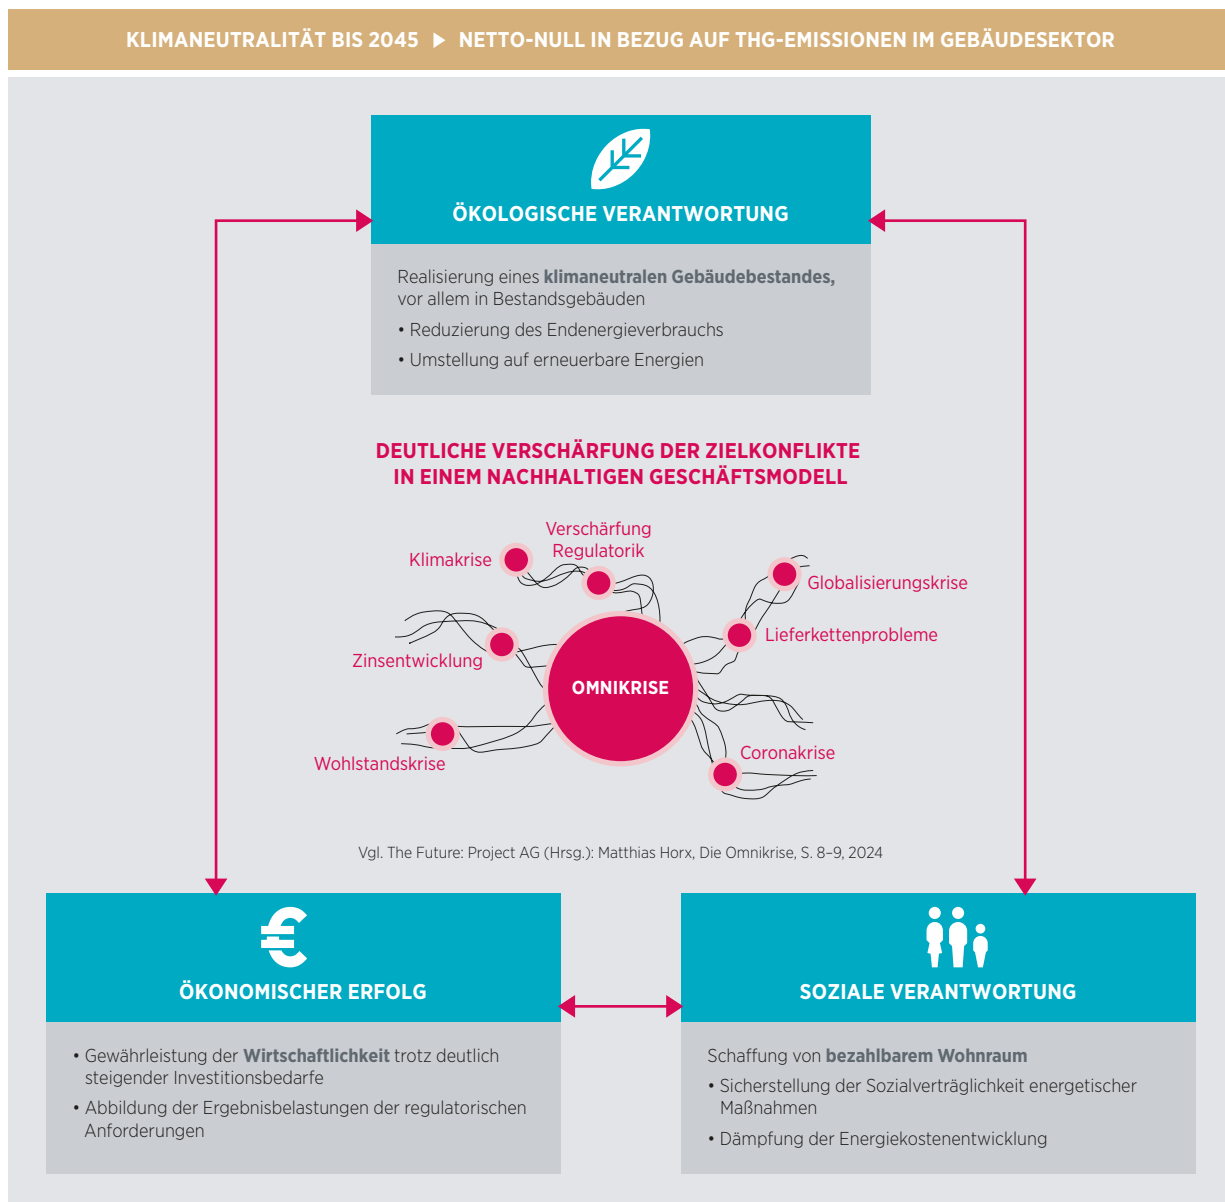 KLIMANEUTRALITÄT BIS 2045 ▶ NETTO-NULL IN BEZUG AUF THG-EMISSIONEN IM GEBÄUDESEKTOR
ÖKOLOGISCHE VERANTWORTUNG
Realisierung eines klimaneutralen Gebäudebestandes,
vor allem in Bestandsgebäuden
• Reduzierung des Endenergieverbrauchs
• Umstellung auf erneuerbare Energien
DEUTLICHE VERSCHÄRFUNG DER ZIELKONFLIKTE
IN EINEM NACHHALTIGEN GESCHÄFTSMODELL
Verschärfung
Regulatorik
Klimakrise
Globalisierungskrise
Lieferkettenprobleme
Zinsentwicklung
OMNIKRISE
Coronakrise
Wohlstandskrise
Vgl. The Future: Project AG (Hrsg.): Matthias Horx, Die Omnikrise, S. 8–9, 2024
ÖKONOMISCHER ERFOLG
• Gewährleistung der Wirtschaftlichkeit trotz deutlich
steigender Investitionsbedarfe
• Abbildung der Ergebnisbelastungen der regulatorischen
Anforderungen
SOZIALE VERANTWORTUNG
Schaffung von bezahlbarem Wohnraum
• Sicherstellung der Sozialverträglichkeit energetischer
Maßnahmen
• Dämpfung der Energiekostenentwicklung